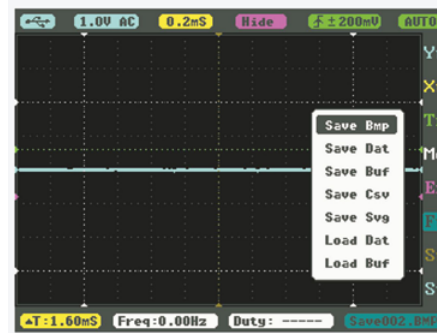 1.0V AC 0.2mS Hide ±200mV AUTO
Save Bmp
Save Dat
Save Buf
Save Csv
Save Svg
Load Dat
Load Buf
Y
X
T
M
E
F
S
S
T:1.60mS Freq:0.00Hz Duty: ----- Save002.BMP